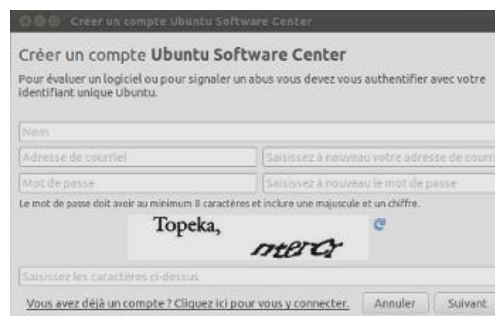 Créer un compte Ubuntu Software Center
Créer un compte Ubuntu Software Center
Pour évaluer un logiciel ou pour signaler un abus vous devez vous authentifier avec votre
identifiant unique Ubuntu.
Nom
Adresse de courriel Saisissez à nouveau votre adresse de courri
Mot de passe Saisissez à nouveau le mot de passe
Le mot de passe doit avoir au minimum 8 caractères et inclure une majuscule et un chiffre.
Topeka,
Saisissez les caractères ci-dessus
Vous avez déjà un compte ? Cliquez ici pour vous y connecter. Annuler Suivant